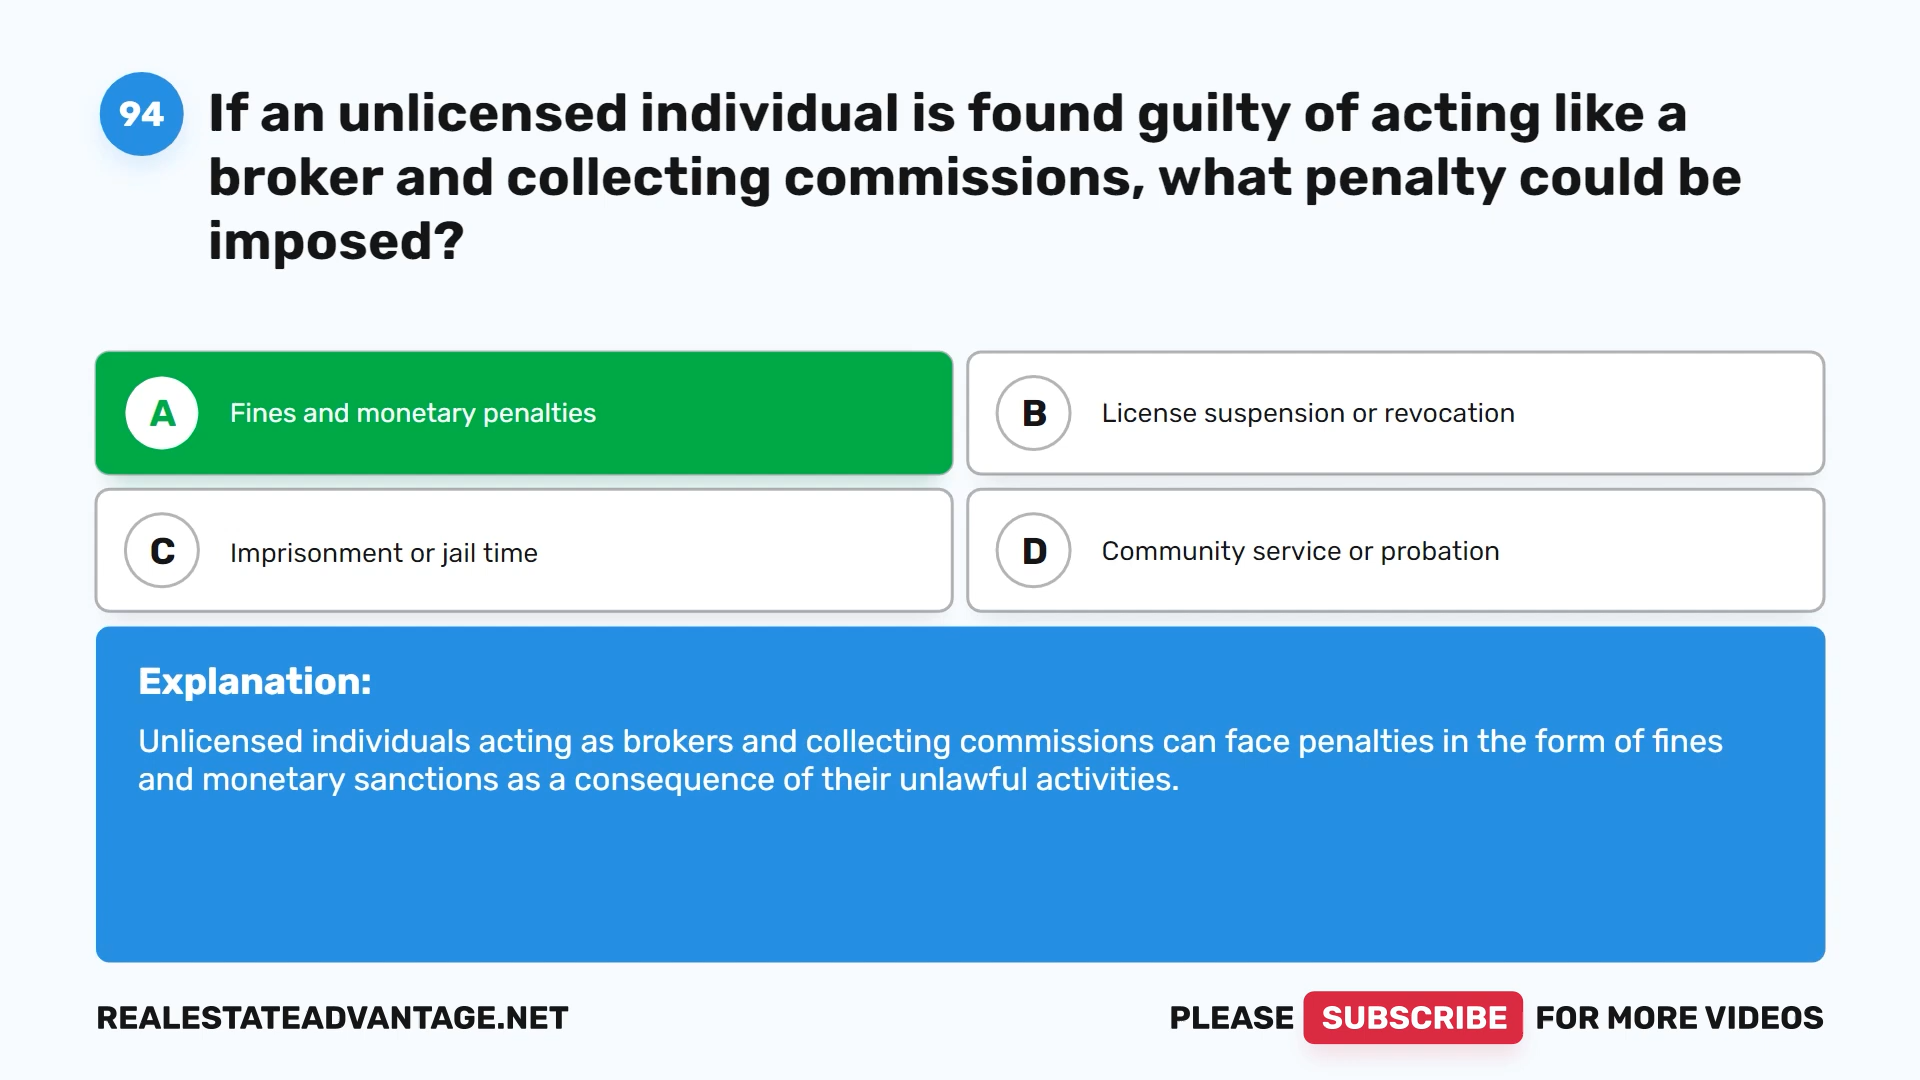 94
If an unlicensed individual is found guilty of acting like a
broker and collecting commissions, what penalty could be
imposed?
A Fines and monetary penalties
B License suspension or revocation
C Imprisonment or jail time
D Community service or probation
Explanation:
Unlicensed individuals acting as brokers and collecting commissions can face penalties in the form of fines
and monetary sanctions as a consequence of their unlawful activities.
REALESTATEADVANTAGE.NET
PLEASE SUBSCRIBE FOR MORE VIDEOS